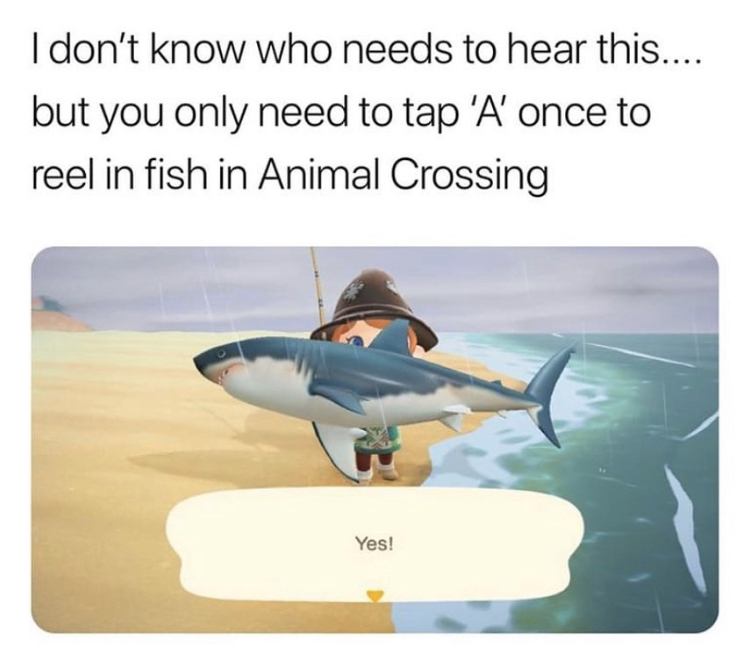 I don't know who needs to hear this....
but you only need to tap 'A' once to
reel in fish in Animal Crossing
Yes!